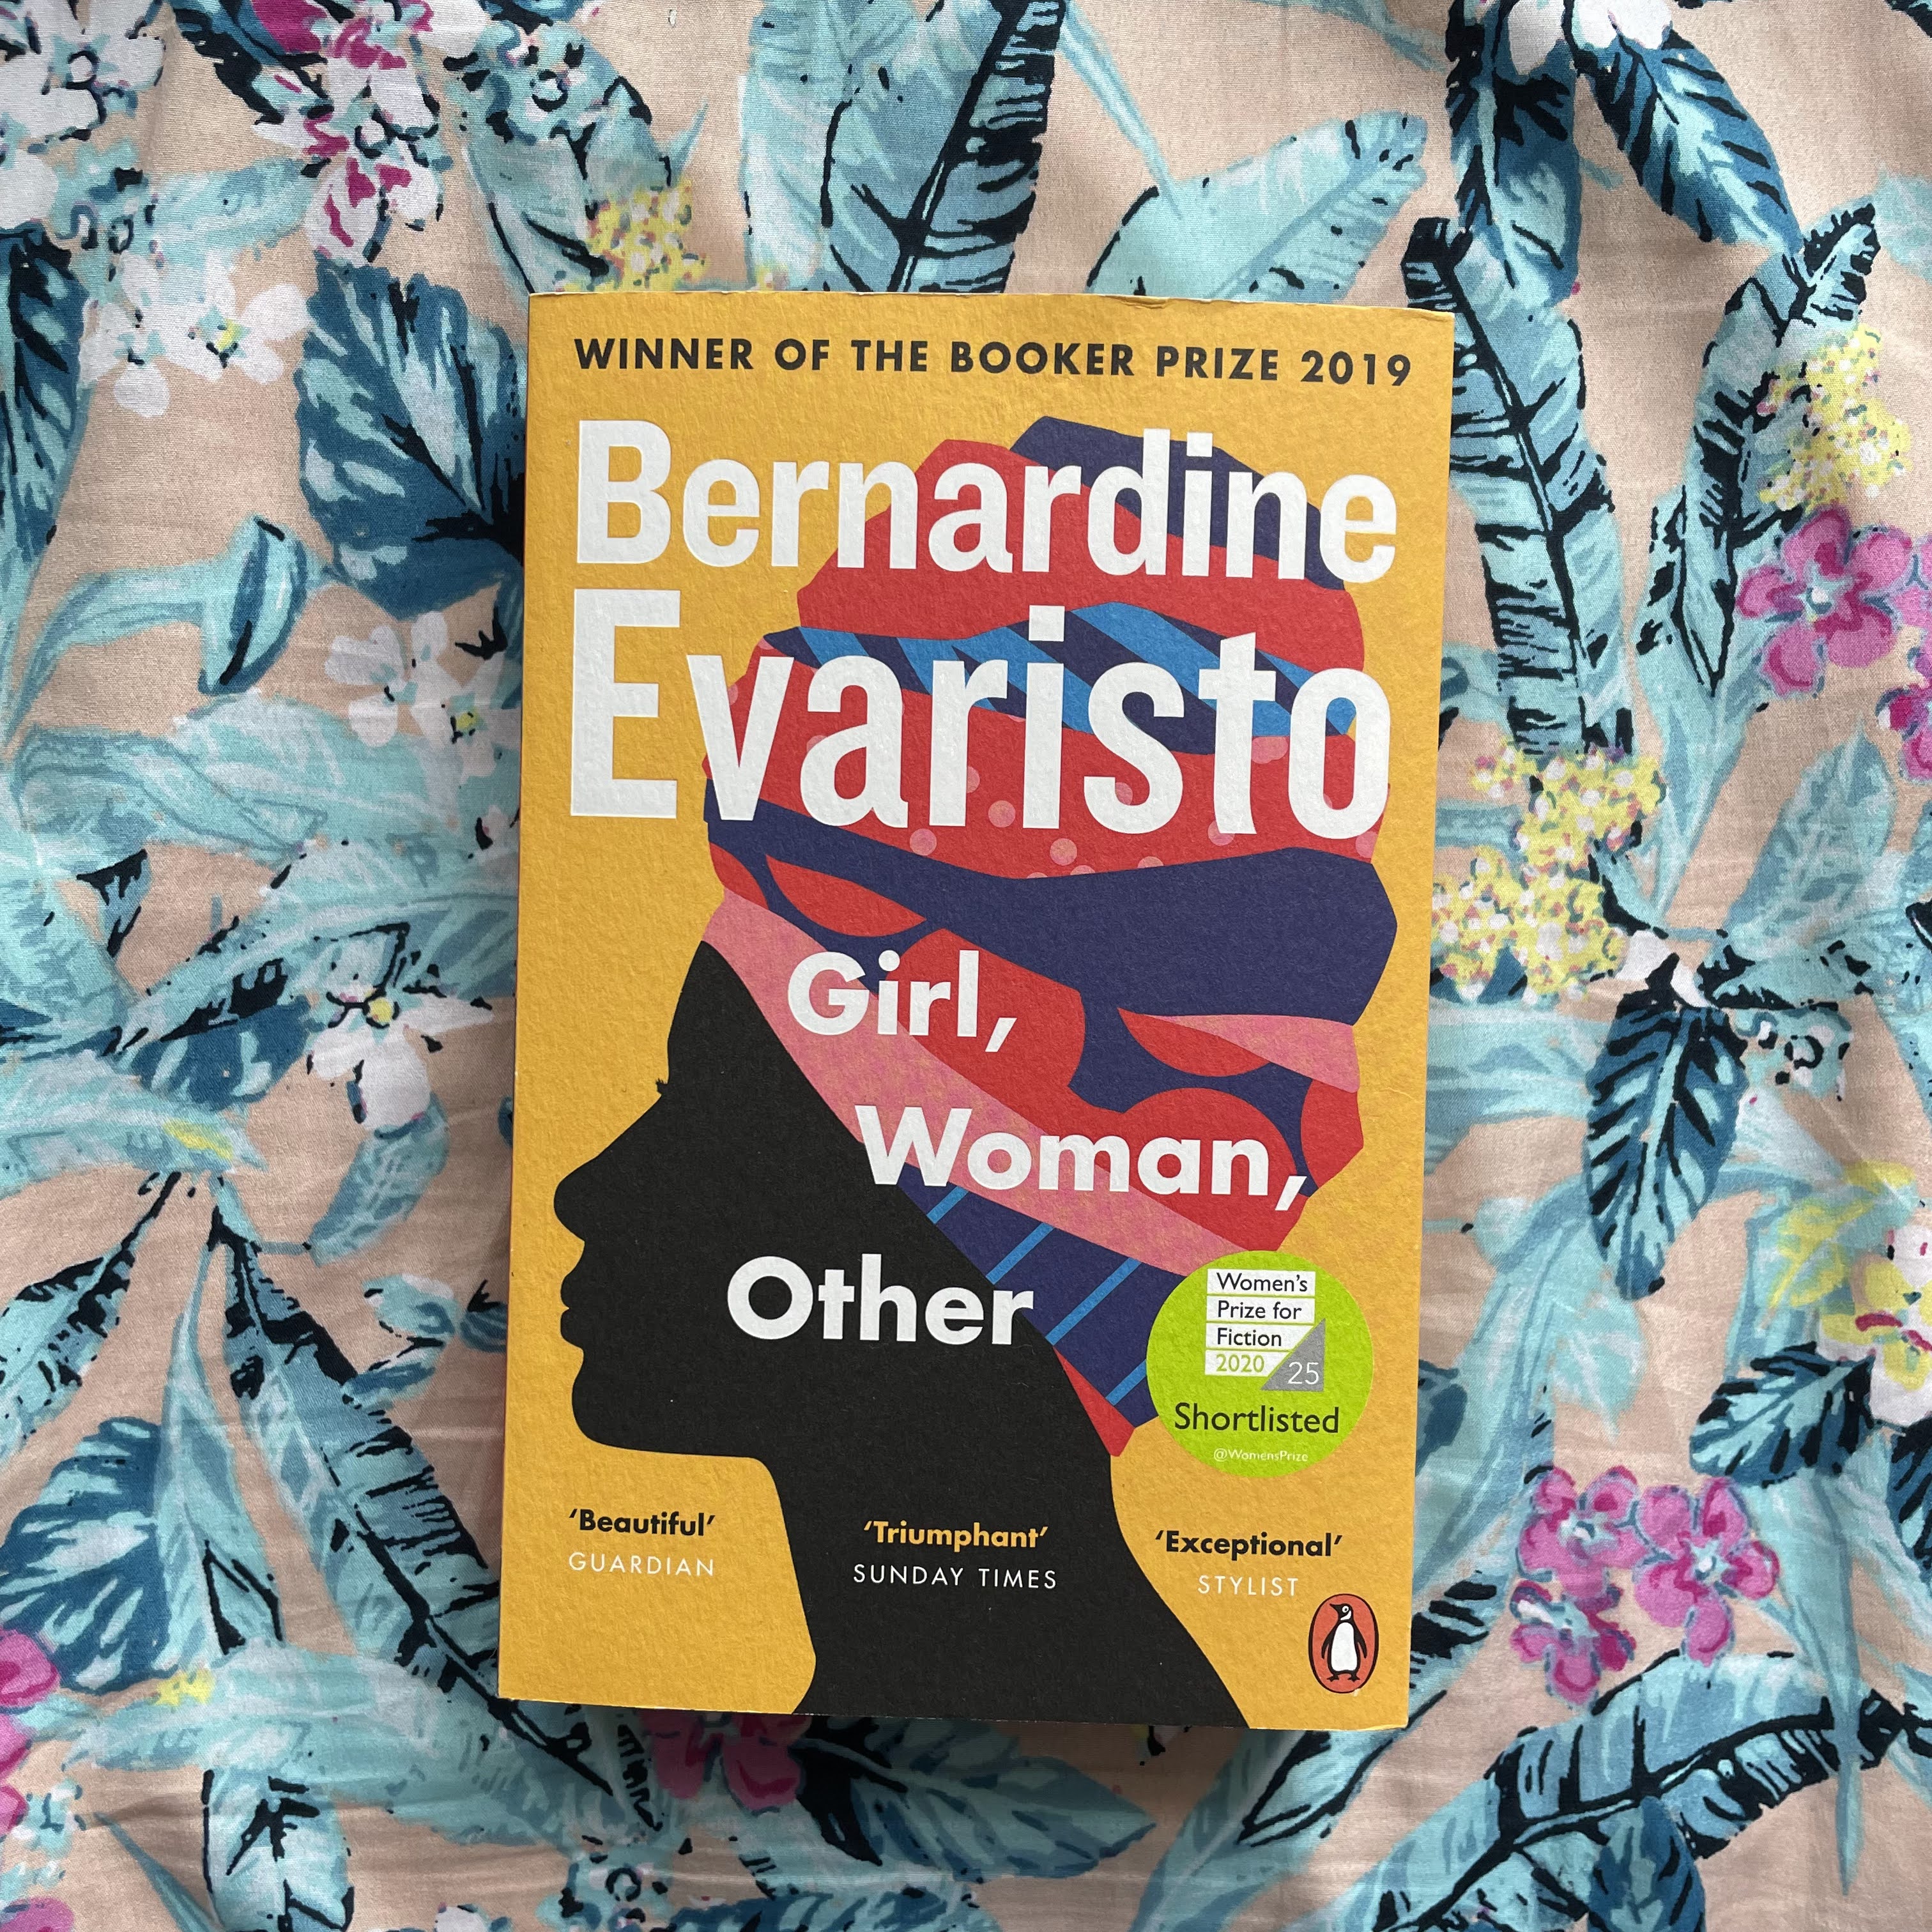 WINNER OF THE BOOKER PRIZE 2019
Bernardine
Evaristo
Girl,
Woman,
Other
Women's
Prize for
Fiction
2020 25
Shortlisted
@WomensPrize
‘Beautiful’
GUARDIAN
‘Triumphant’
SUNDAY TIMES
‘Exceptional’
STYLIST